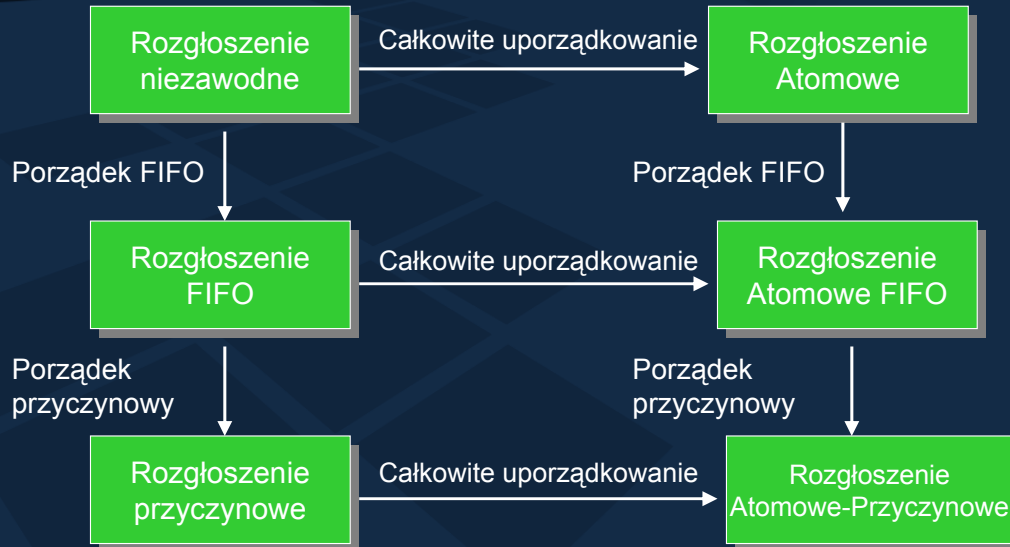 Rozgłoszenie
niezawodne
Całkowite uporządkowanie
Rozgłoszenie
Atomowe
Porządek FIFO
Porządek FIFO
Rozgłoszenie
FIFO
Całkowite uporządkowanie
Rozgłoszenie
Atomowe FIFO
Porządek
przyczynowy
Porządek
przyczynowy
Rozgłoszenie
przyczynowe
Całkowite uporządkowanie
Rozgłoszenie
Atomowe-Przyczynowe